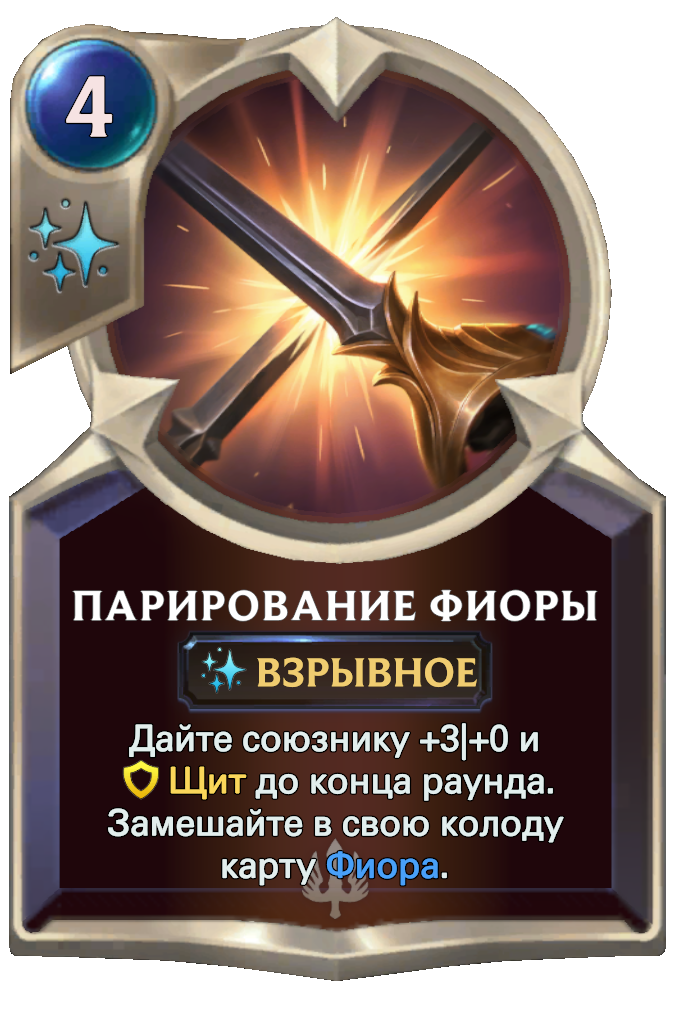 4
ПАРИРОВАНИЕ ФИОРЫ
ВЗРЫВНОЕ
Дайте союзнику +3|+0 и
Щит до конца раунда.
Замешайте в свою колоду
карту Фиора.